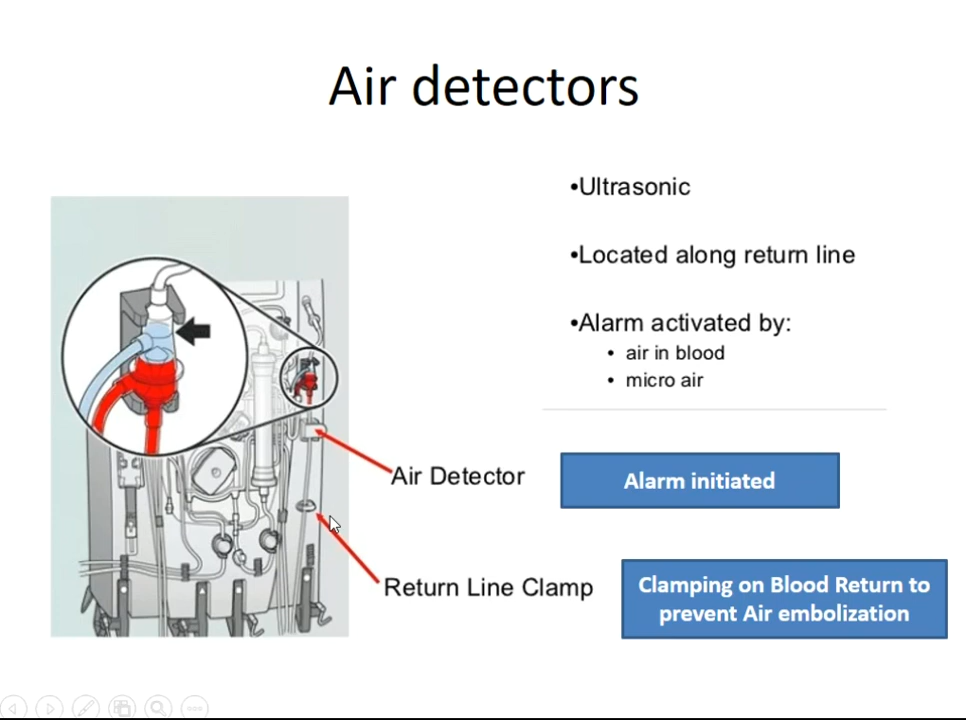 Air detectors
•Ultrasonic
•Located along return line
•Alarm activated by:
• air in blood
• micro air
Air Detector
Alarm initiated
Return Line Clamp
Clamping on Blood Return to
prevent Air embolization